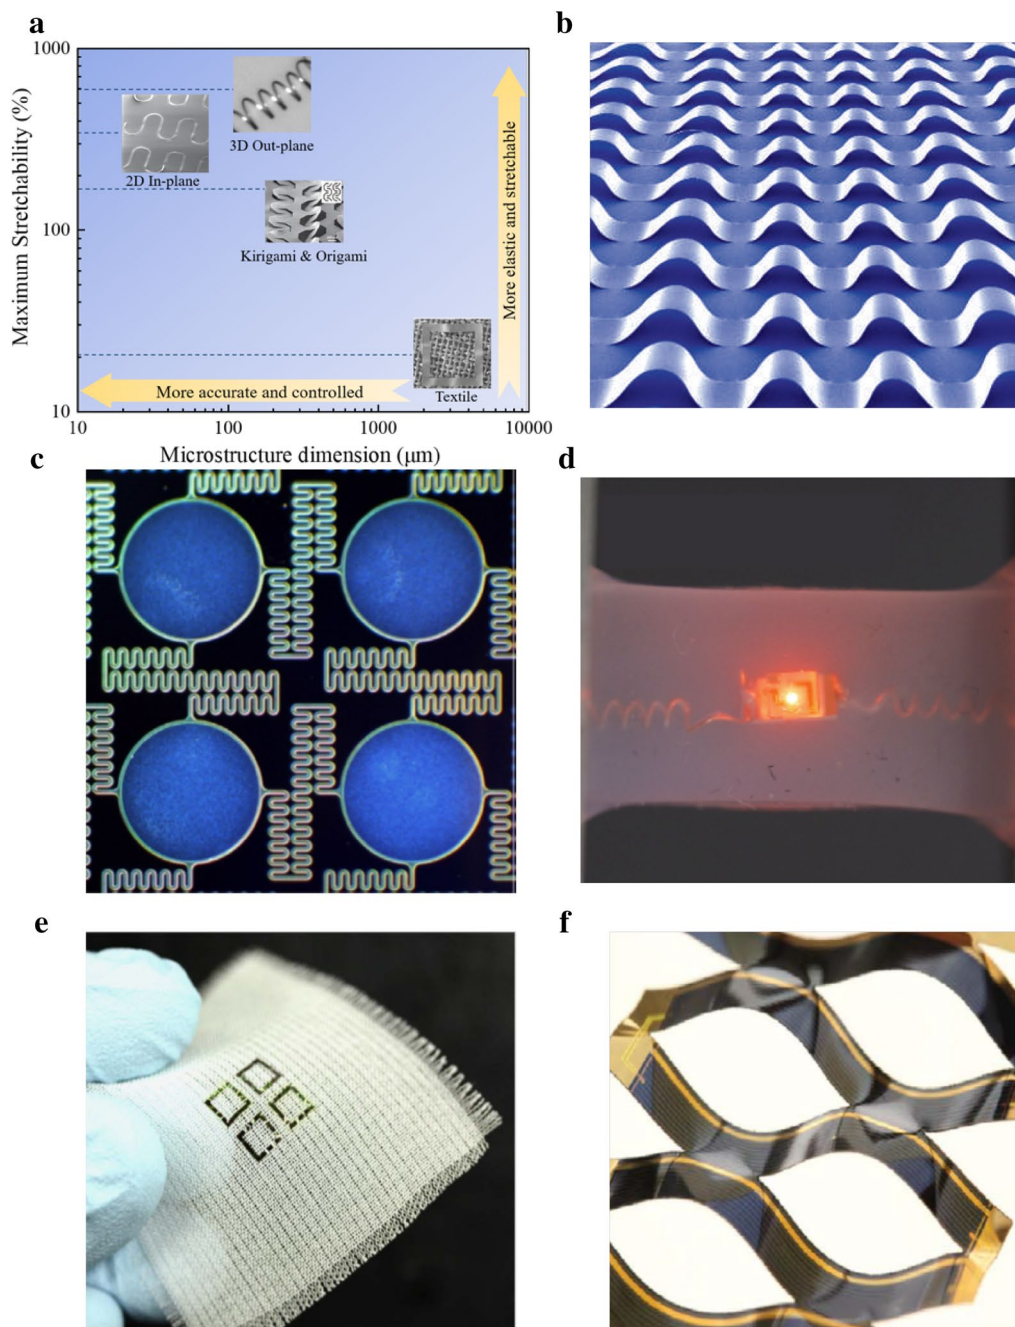 a
b
1000
100
10
Maximum Stretchability (%)
3D Out-plane
2D In-plane
Kirigami & Origami
Textile
More elastic and stretchable
More accurate and controlled
10
100
1000
10000
Microstructure dimension (μm)
c
d
e
f